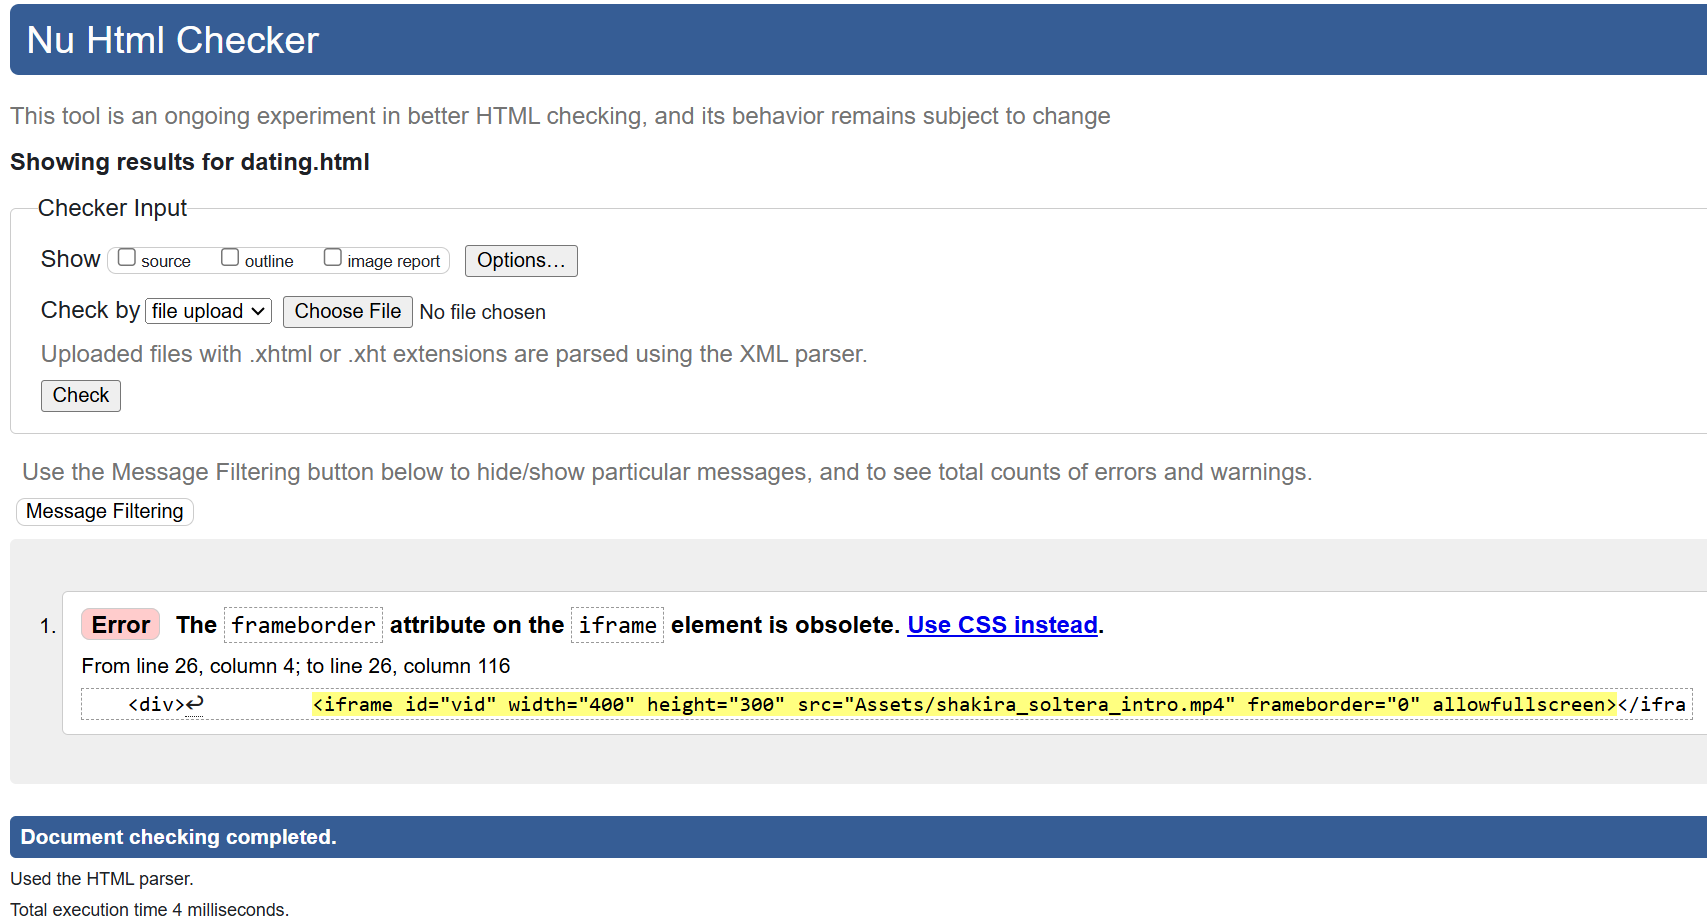 Nu Html Checker
This tool is an ongoing experiment in better HTML checking, and its behavior remains subject to change
Showing results for dating.html
Checker Input
Show source outline image report Options...
Check by file upload Choose File No file chosen
Uploaded files with .xhtml or .xht extensions are parsed using the XML parser.
Check
Use the Message Filtering button below to hide/show particular messages, and to see total counts of errors and warnings.
Message Filtering
1. Error The frameborder attribute on the iframe element is obsolete. Use CSS instead.
From line 26, column 4; to line 26, column 116
<div>↩ <iframe id="vid" width="400" height="300" src="Assets/shakira_soltera_intro.mp4" frameborder="0" allowfullscreen></ifra
Document checking completed.
Used the HTML parser.
Total execution time 4 milliseconds.